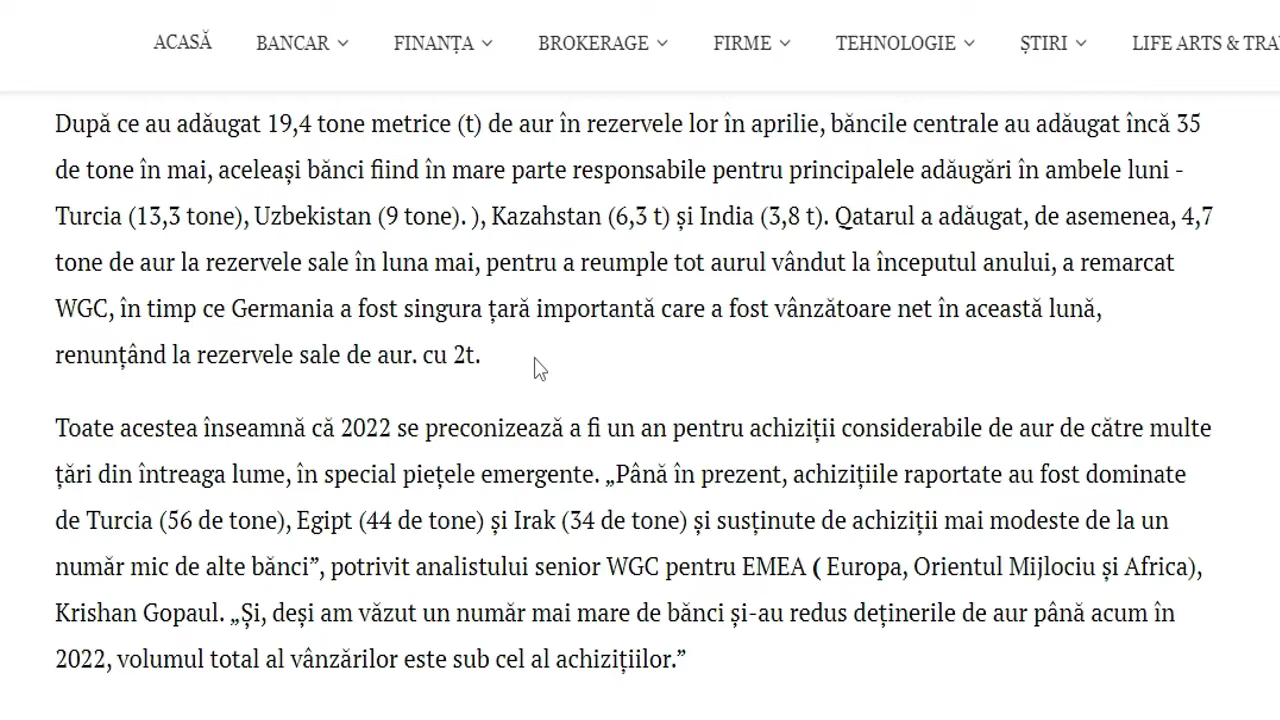 ACASĂ BANCAR FINANȚA BROKERAGE FIRME TEHNOLOGIE ȘTIRI LIFE ARTS &
După ce au adăugat 19,4 tone metrice (t) de aur în rezervele lor în aprilie, băncile centrale au adăugat încă 35
de tone în mai, aceleași bănci fiind în mare parte responsabile pentru principalele adăugări în ambele luni -
Turcia (13,3 tone), Uzbekistan (9 tone). ), Kazahstan (6,3 t) și India (3,8 t). Qatarul a adăugat, de asemenea, 4,7
tone de aur la rezervele sale în luna mai, pentru a reumple tot aurul vândut la începutul anului, a remarcat
WGC, în timp ce Germania a fost singura țară importantă care a fost vânzătoare net în această lună,
renunțând la rezervele sale de aur. cu 2t.
Toate acestea înseamnă că 2022 se preconizează a fi un an pentru achiziții considerabile de aur de către multe
țări din întreaga lume, în special piețele emergente. „Până în prezent, achizițiile raportate au fost dominate
de Turcia (56 de tone), Egipt (44 de tone) și Irak (34 de tone) și susținute de achiziții mai modeste de la un
număr mic de alte bănci”, potrivit analistului senior WGC pentru EMEA ( Europa, Orientul Mijlociu și Africa),
Krishan Gopaul. „Și, deși am văzut un număr mai mare de bănci și-au redus deținerile de aur până acum în
2022, volumul total al vânzărilor este sub cel al achizițiilor.”